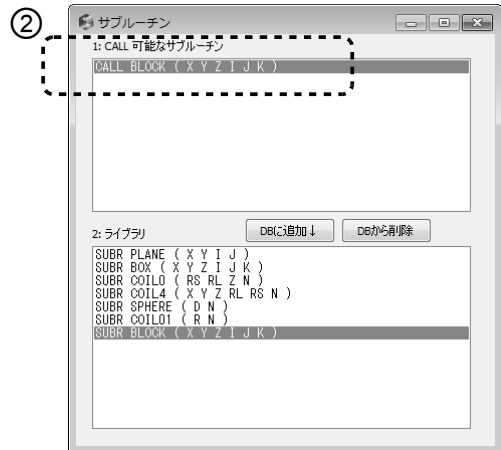 ②
サブルーチン
1: CALL 可能なサブルーチン
CALL BLOCK ( X Y Z I J K )
2: ライブラリ
DBに追加↓
DBから削除
SUBR PLANE ( X Y I J )
SUBR BOX ( X Y Z I J K )
SUBR COIL0 ( RS RL Z N )
SUBR COIL4 ( X Y Z RL RS N )
SUBR SPHERE ( D N )
SUBR COIL01 ( R N )
SUBR BLOCK ( X Y Z I J K )